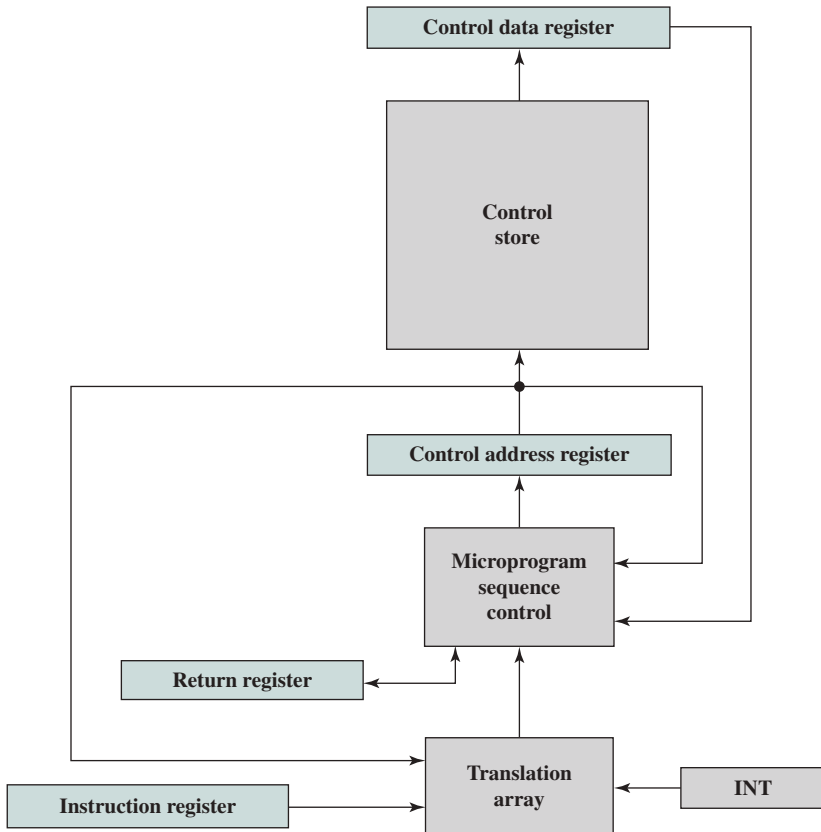 Control data register
Control
store
Control address register
Microprogram
sequence
control
Return register
Translation
array
INT
Instruction register